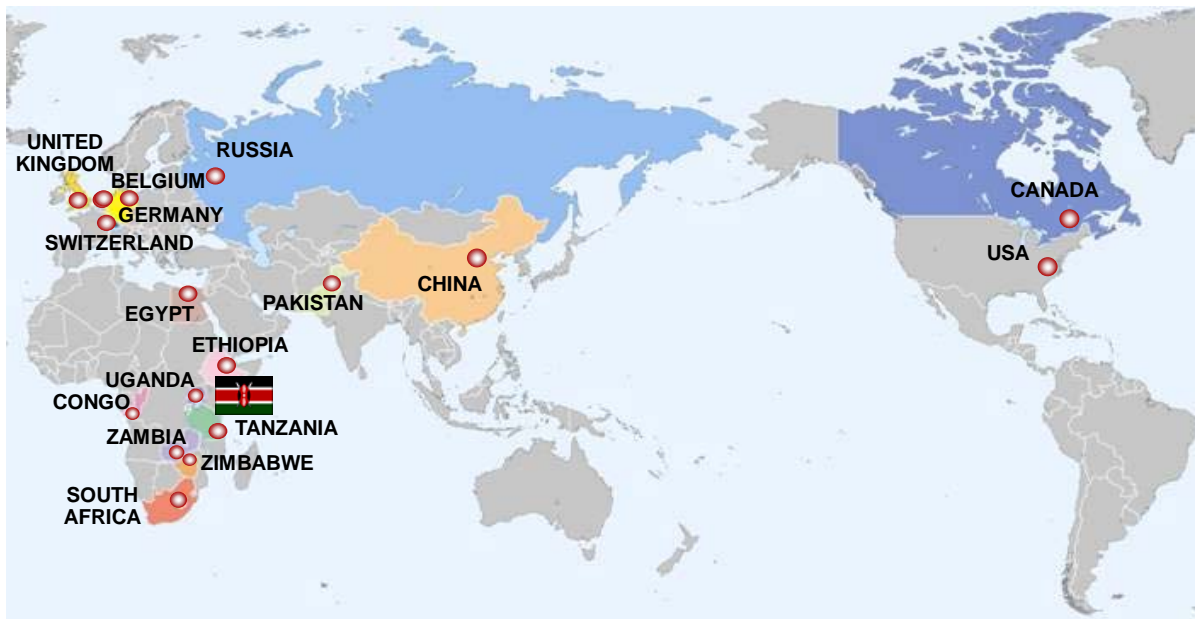 UNITED
KINGDOM
RUSSIA
BELGIUM
GERMANY
SWITZERLAND
CANADA
USA
CHINA
PAKISTAN
EGYPT
ETHIOPIA
UGANDA
CONGO
TANZANIA
ZAMBIA
ZIMBABWE
SOUTH
AFRICA